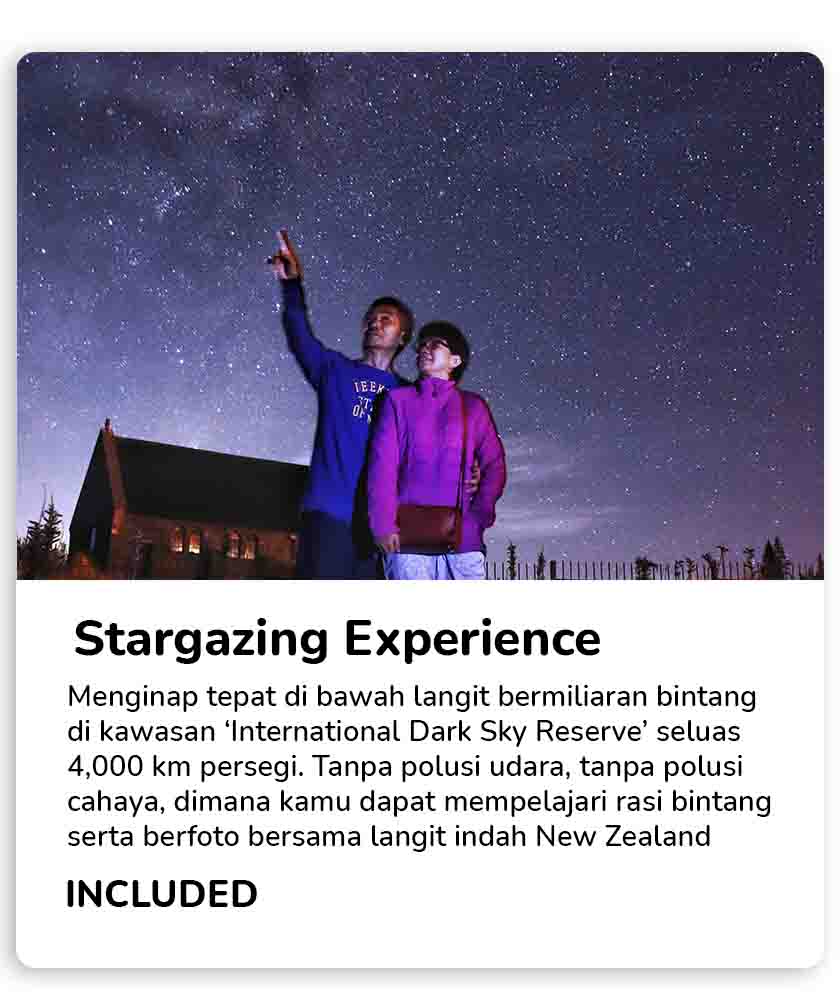 Stargazing Experience
Menginap tepat di bawah langit bermiliaran bintang
di kawasan ‘International Dark Sky Reserve’ seluas
4,000 km persegi. Tanpa polusi udara, tanpa polusi
cahaya, dimana kamu dapat mempelajari rasi bintang
serta berfoto bersama langit indah New Zealand
INCLUDED